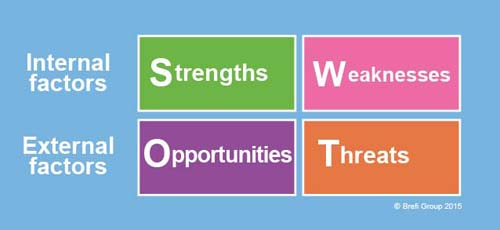 Internal factors
Strengths
Weaknesses
External factors
Opportunities
Threats
© Brefi Group 2015